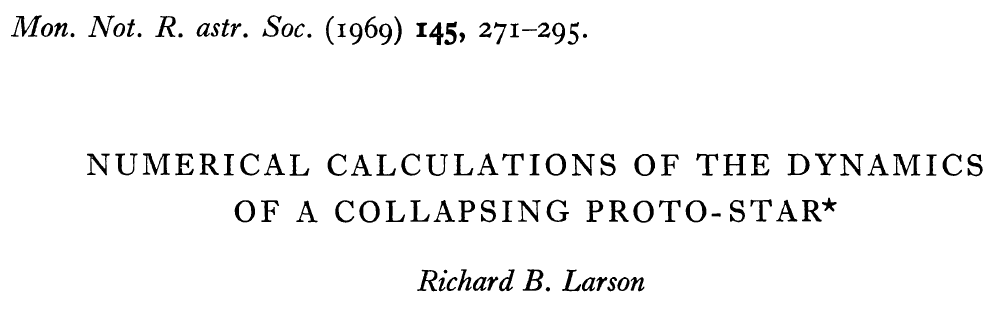 Mon. Not. R. astr. Soc. (1969) 145, 271–295.
NUMERICAL CALCULATIONS OF THE DYNAMICS
OF A COLLAPSING PROTO-STAR★
Richard B. Larson